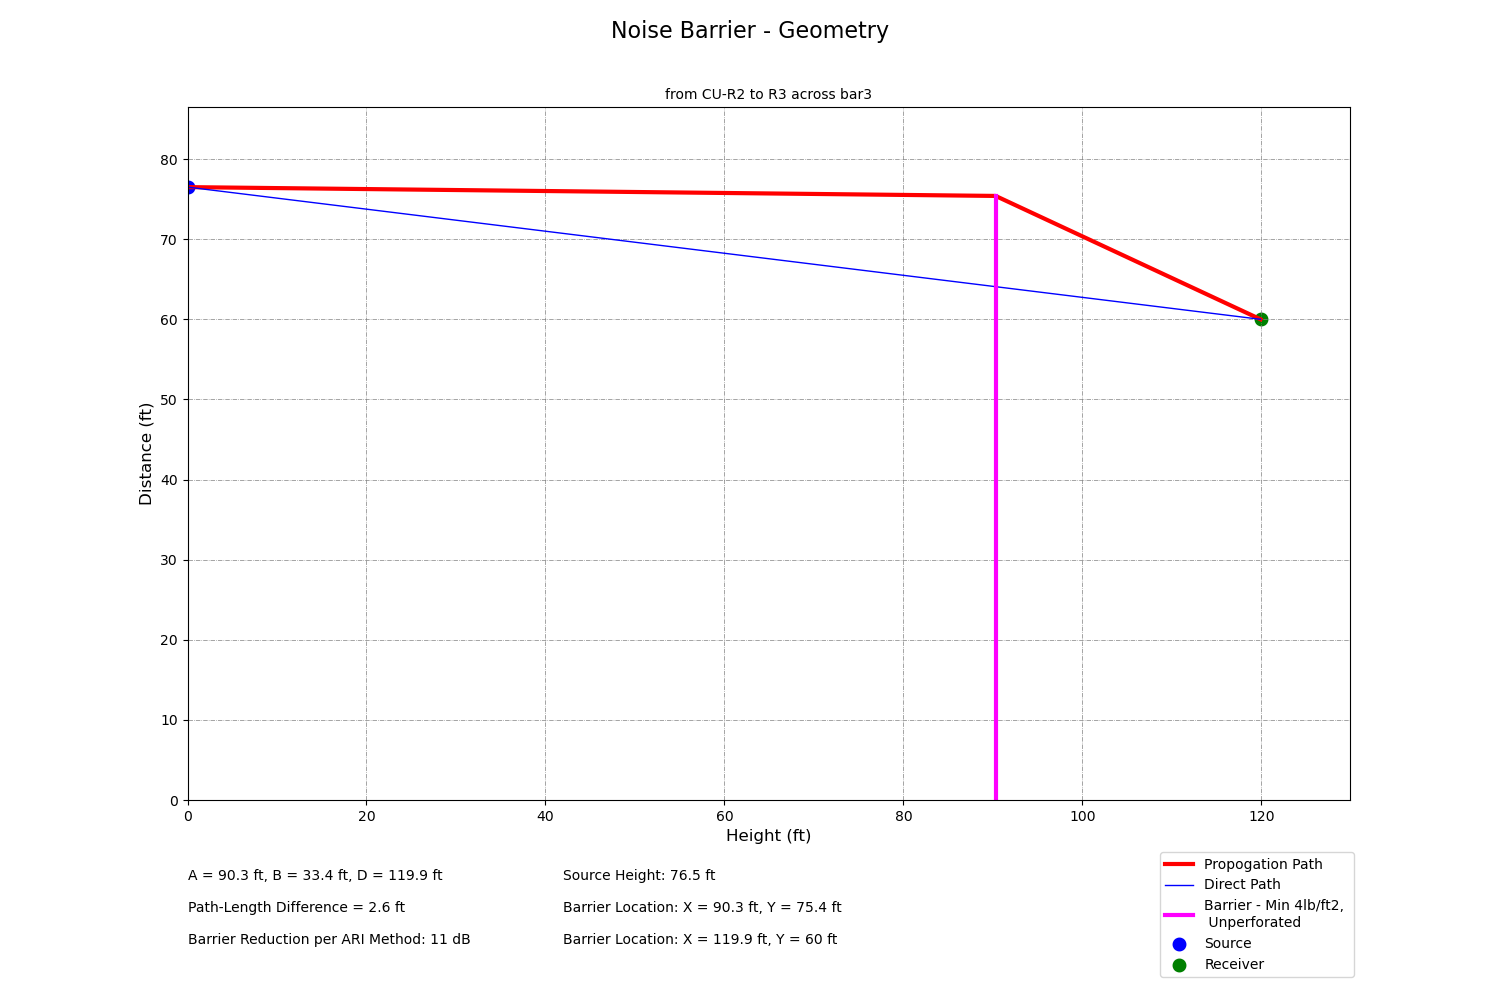 Noise Barrier - Geometry
from CU-R2 to R3 across bar3
80
70
60
50
40
30
20
10
0
Distance (ft)
0 20 40 60 80 100 120
Height (ft)
A = 90.3 ft, B = 33.4 ft, D = 119.9 ft
Path-Length Difference = 2.6 ft
Barrier Reduction per ARI Method: 11 dB
Source Height: 76.5 ft
Barrier Location: X = 90.3 ft, Y = 75.4 ft
Barrier Location: X = 119.9 ft, Y = 60 ft
Propogation Path
Direct Path
Barrier - Min 4lb/ft2,
Unperforated
Source
Receiver